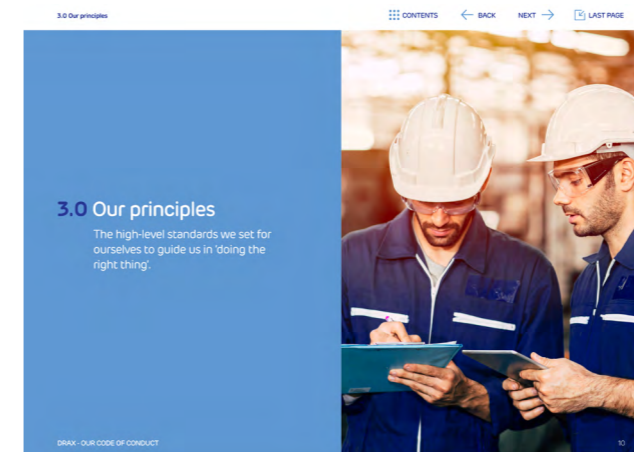 3.0 Our principles
CONTENTS
BACK
NEXT
LAST PAGE
3.0 Our principles
The high-level standards we set for
ourselves to guide us in 'doing the
right thing'.
DRAX - OUR CODE OF CONDUCT
10